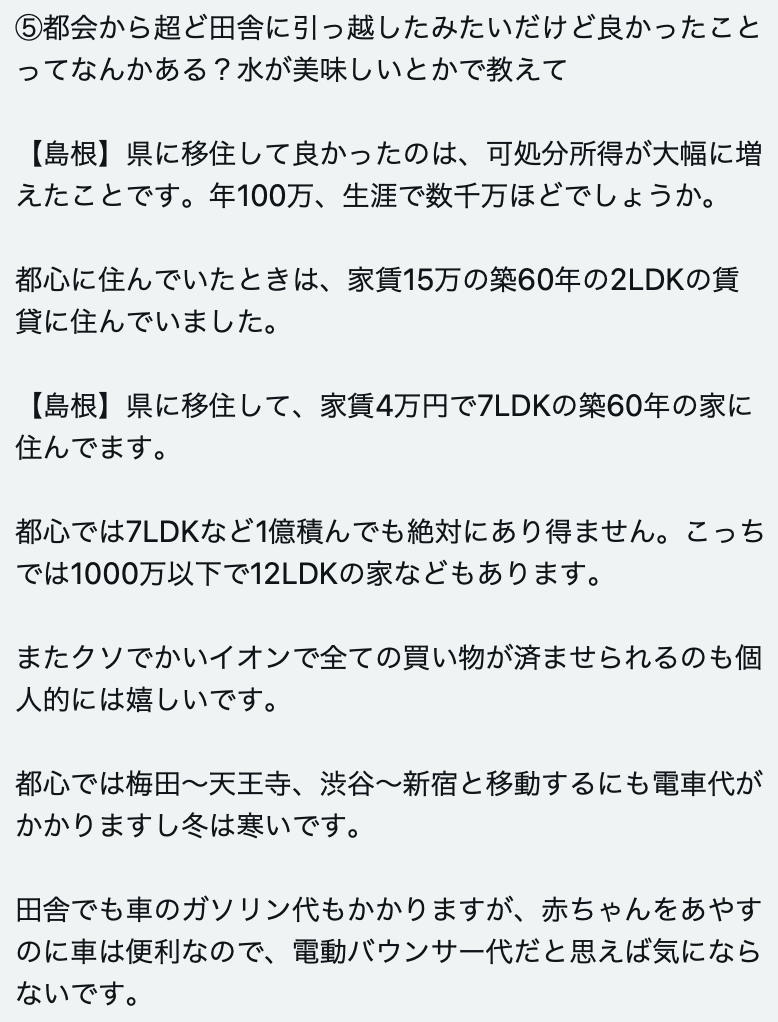 ⑤都会から超ど田舎に引っ越したみたいだけど良かったこと
ってなんかある？水が美味しいとかで教えて
【島根】県に移住して良かったのは、可処分所得が大幅に増
えたことです。年100万、生涯で数千万ほどでしょうか。
都心に住んでいたときは、家賃15万の築60年の2LDKの賃
貸に住んでいました。
【島根】県に移住して、家賃4万円で7LDKの築60年の家に
住んでます。
都心では7LDKなど1億積んでも絶対にあり得ません。こっち
では1000万以下で12LDKの家などもあります。
またクソでかいイオンで全ての買い物が済ませられるのも個
人的には嬉しいです。
都心では梅田〜天王寺、渋谷〜新宿と移動するにも電車代が
かかりますし冬は寒いです。
田舎でも車のガソリン代もかかりますが、赤ちゃんをあやす
のに車は便利なので、電動バウンサー代だと思えば気になら
ないです。